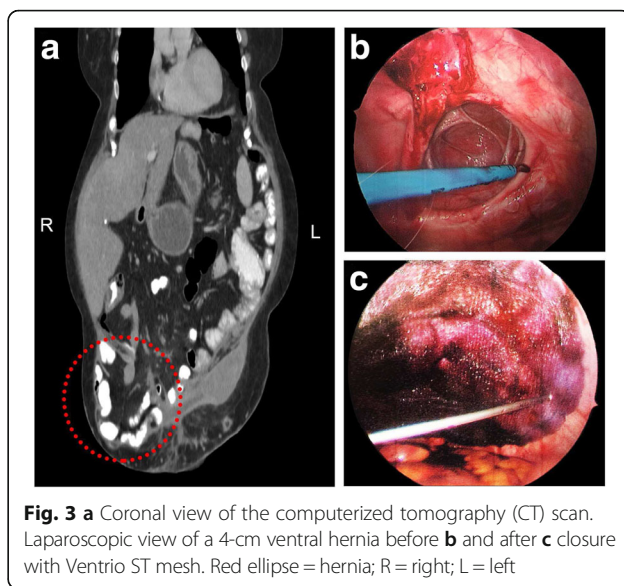 a
b
R
L
c
Fig. 3 a Coronal view of the computerized tomography (CT) scan.
Laparoscopic view of a 4-cm ventral hernia before b and after c closure
with Ventrio ST mesh. Red ellipse = hernia; R = right; L = left